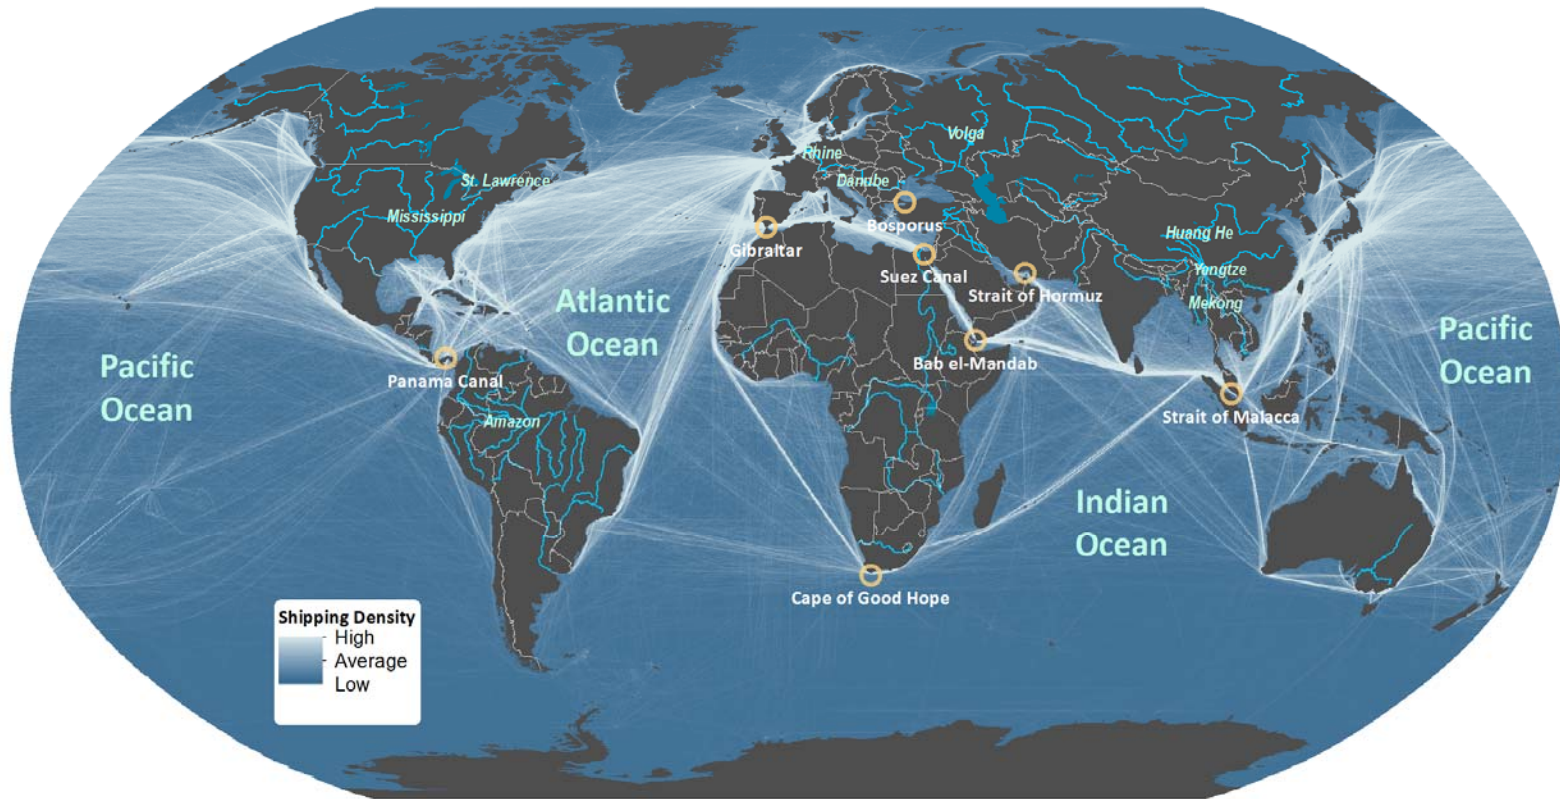 Volga
Rhine
St. Lawrence
Danube
Mississippi
Bosporus
Huang He
Gibraltar
Suez Canal
Yangtze
Strait of Hormuz
Mekong
Atlantic
Ocean
Pacific
Ocean
Pacific
Ocean
Bab el-Mandab
Panama Canal
Strait of Malacca
Amazon
Indian
Ocean
Cape of Good Hope
Shipping Density
High
Average
Low